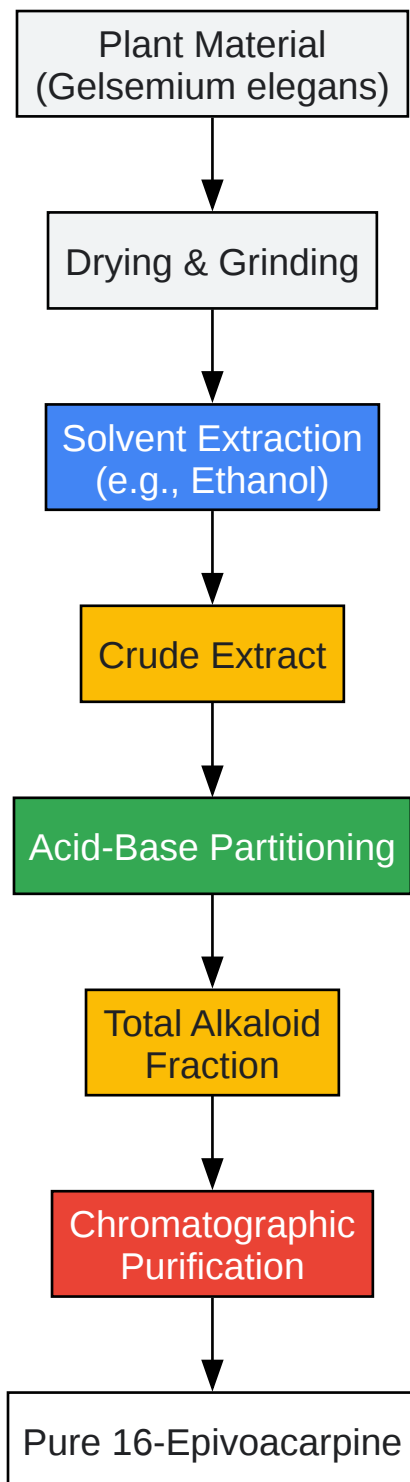 Plant Material
(Gelsemium elegans)
Drying & Grinding
Solvent Extraction
(e.g., Ethanol)
Crude Extract
Acid-Base Partitioning
Total Alkaloid
Fraction
Chromatographic
Purification
Pure 16-Epivoacarpine